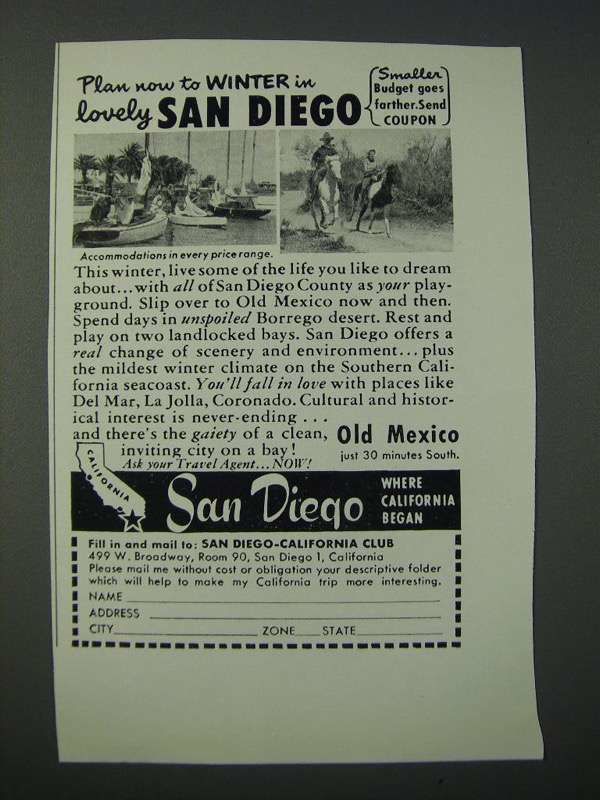 Plan now to WINTER in
lovely SAN DIEGO
Smaller
Budget goes
farther. Send
COUPON
Accommodations in every price range.
This winter, live some of the life you like to dream
about...with all of San Diego County as your play-
ground. Slip over to Old Mexico now and then.
Spend days in unspoiled Borrego desert. Rest and
play on two landlocked bays. San Diego offers a
real change of scenery and environment... plus
the mildest winter climate on the Southern Cali-
fornia seacoast. You'll fall in love with places like
Del Mar, La Jolla, Coronado. Cultural and histor-
ical interest is never-ending ...
and there's the gaiety of a clean,
inviting city on a bay!
Ask your Travel Agent...NOW!
Old Mexico
just 30 minutes South.
CALIFORNIA
San Diego
WHERE
CALIFORNIA
BEGAN
Fill in and mail to: SAN DIEGO-CALIFORNIA CLUB
499 W. Broadway, Room 90, San Diego 1, California
Please mail me without cost or obligation your descriptive folder
which will help to make my California trip more interesting.
NAME
ADDRESS
CITY ZONE STATE